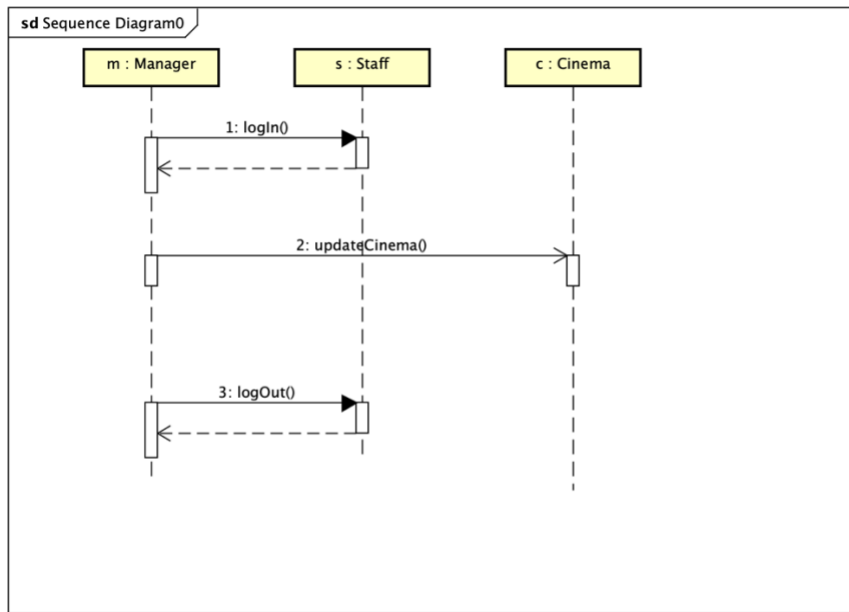 sd Sequence Diagram0
m : Manager
s : Staff
c : Cinema
1: logIn()
2: updateCinema()
3: logOut()